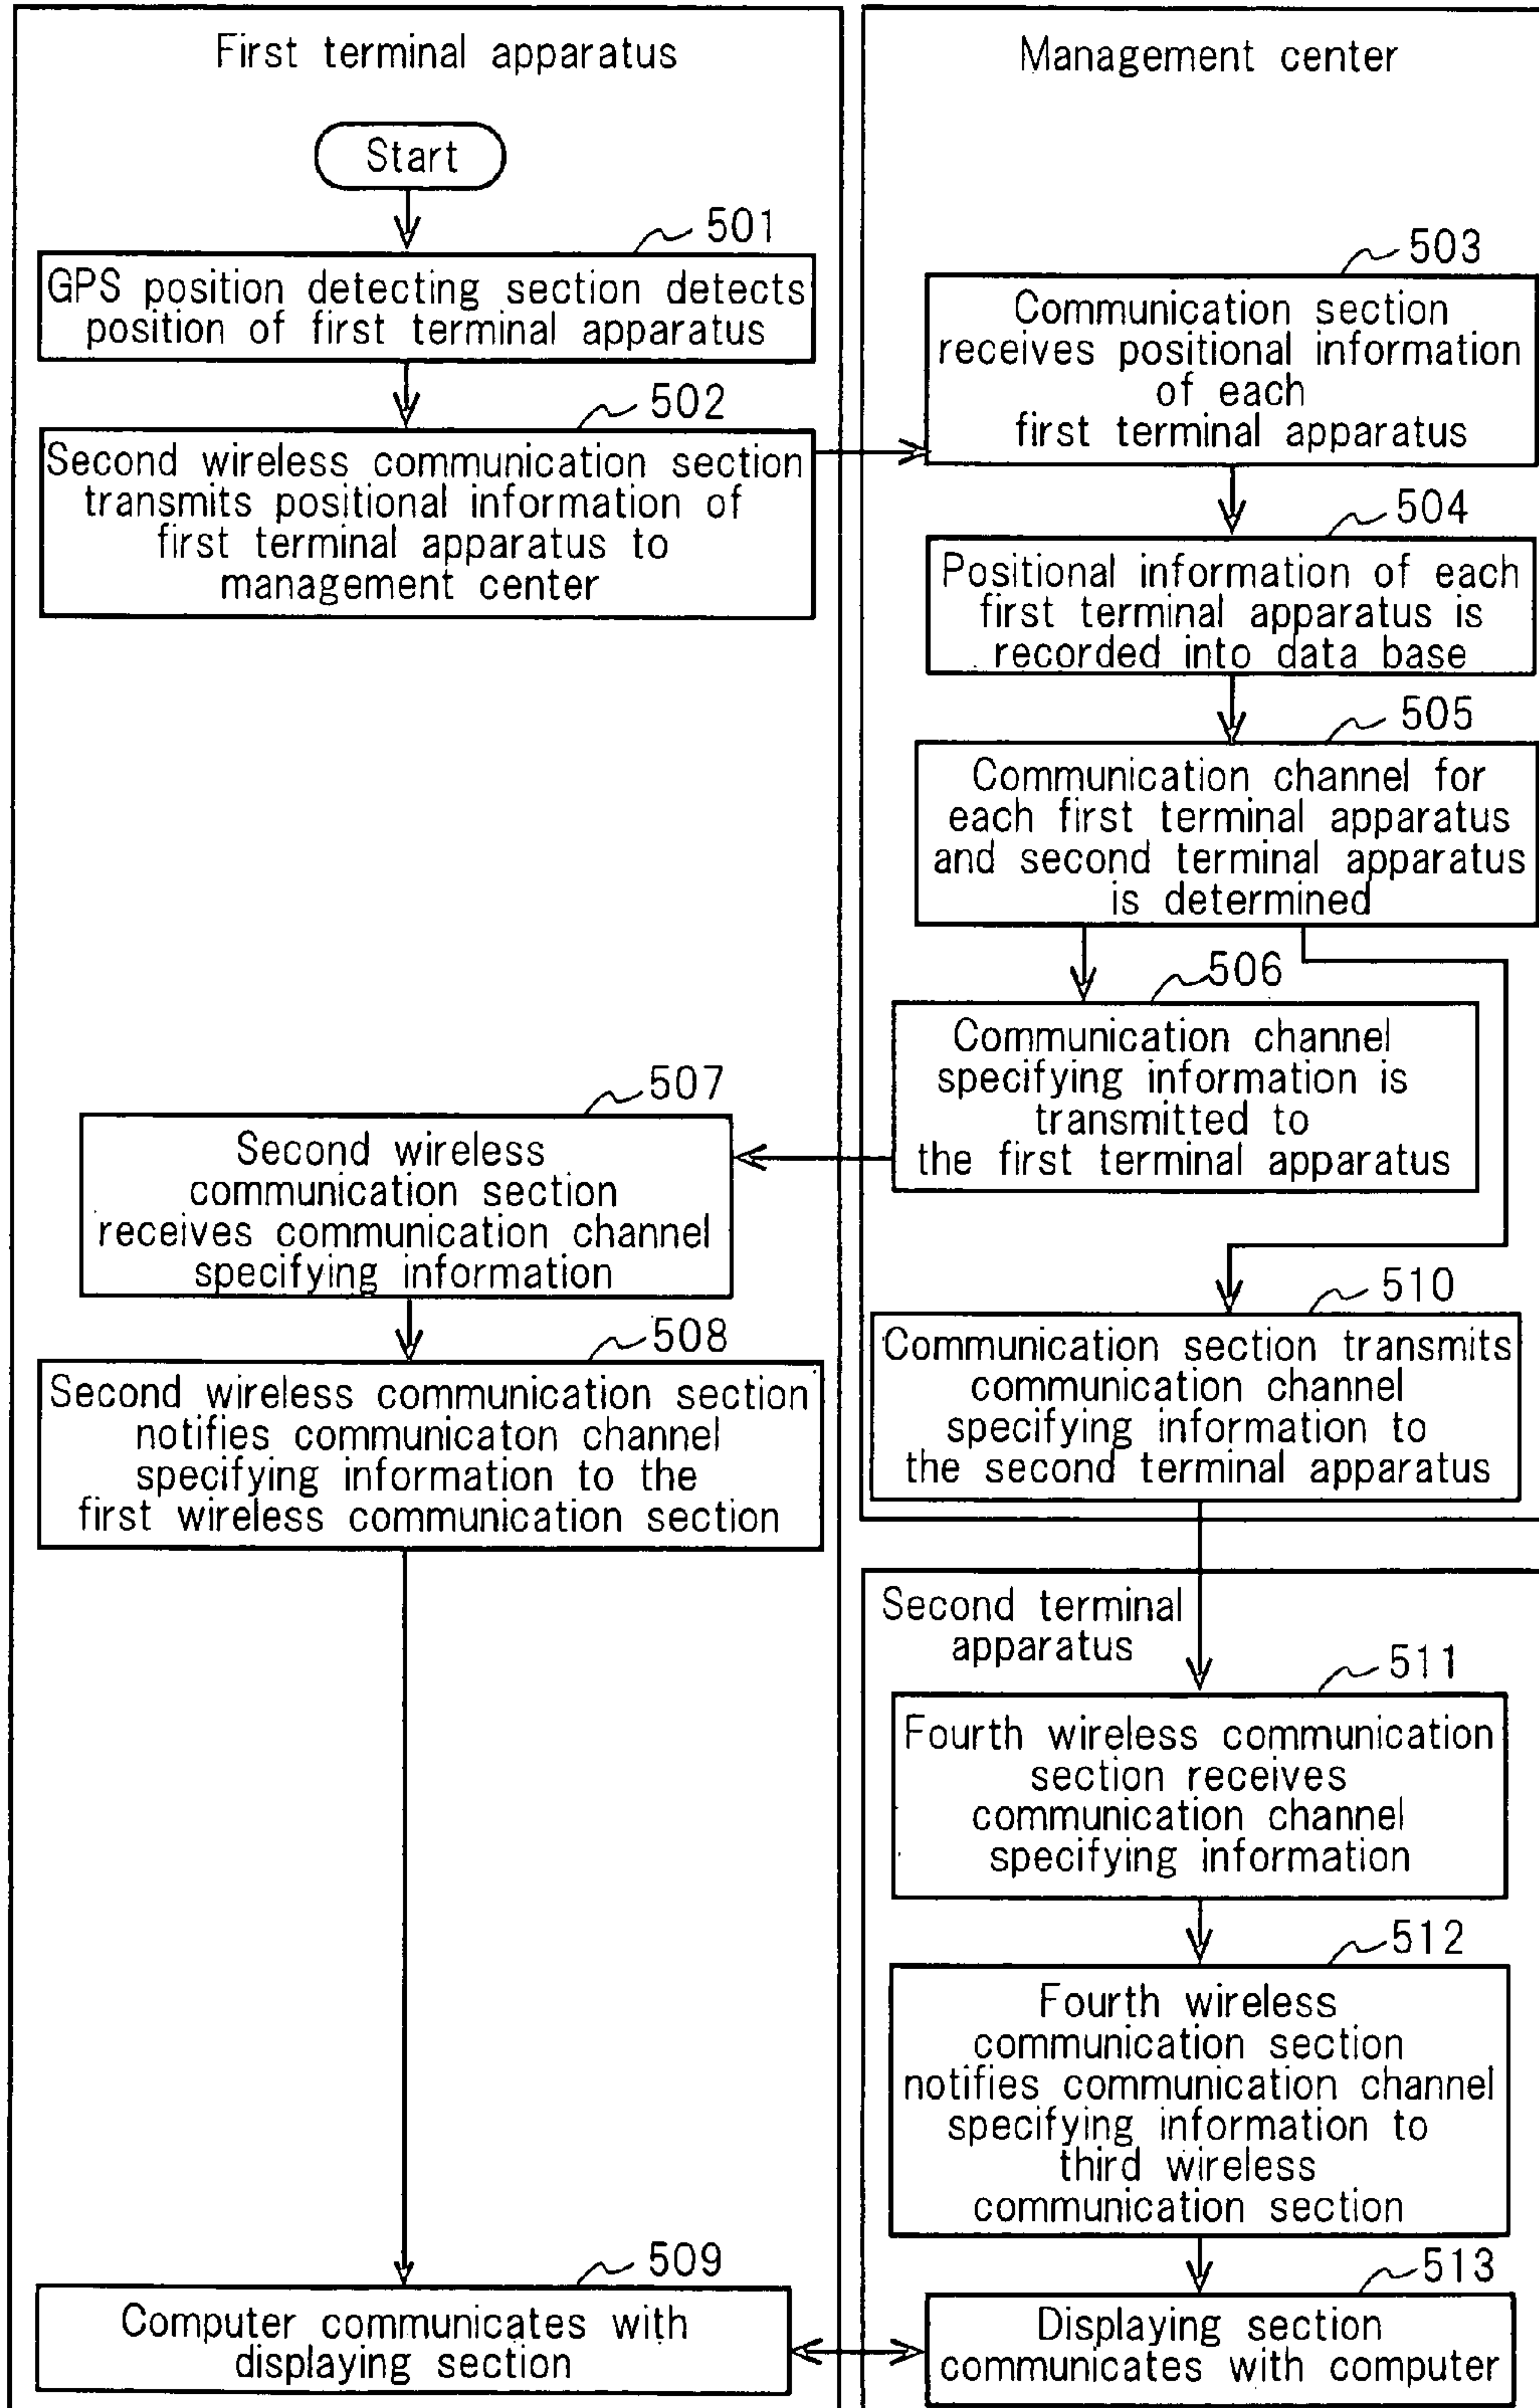 First terminal apparatus
Start
501
GPS position detecting section detects
position of first terminal apparatus
502
Second wireless communication section
transmits positional information of
first terminal apparatus to
management center
Management center
503
Communication section
receives positional information
of each
first terminal apparatus
504
Positional information of each
first terminal apparatus is
recorded into data base
505
Communication channel for
each first terminal apparatus
and second terminal apparatus
is determined
506
Communication channel
specifying information is
transmitted to
the first terminal apparatus
507
Second wireless
communication section
receives communication channel
specifying information
508
Second wireless communication section
notifies communicaton channel
specifying information to the
first wireless communication section
509
Computer communicates with
displaying section
510
Communication section transmits
communication channel
specifying information to
the second terminal apparatus
Second terminal
apparatus
511
Fourth wireless communication
section receives
communication channel
specifying information
512
Fourth wireless
communication section
notifies communication channel
specifying information to
third wireless
communication section
513
Displaying section
communicates with computer